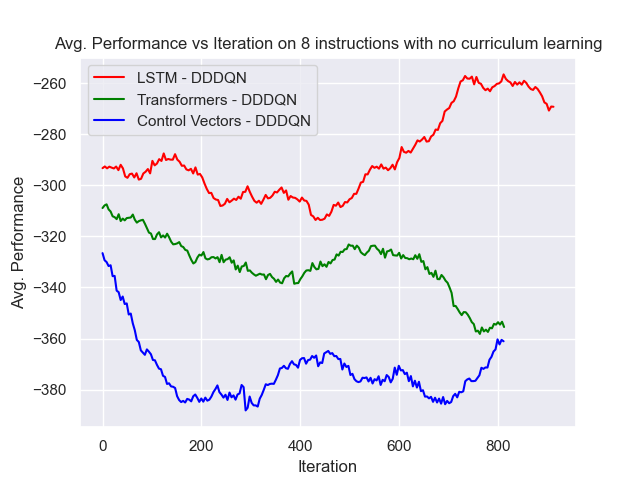 Avg. Performance vs Iteration on 8 instructions with no curriculum learning
LSTM - DDDQN
Transformers - DDDQN
Control Vectors - DDDQN
−260
−280
−300
−320
−340
−360
−380
Avg. Performance
0 200 400 600 800
Iteration